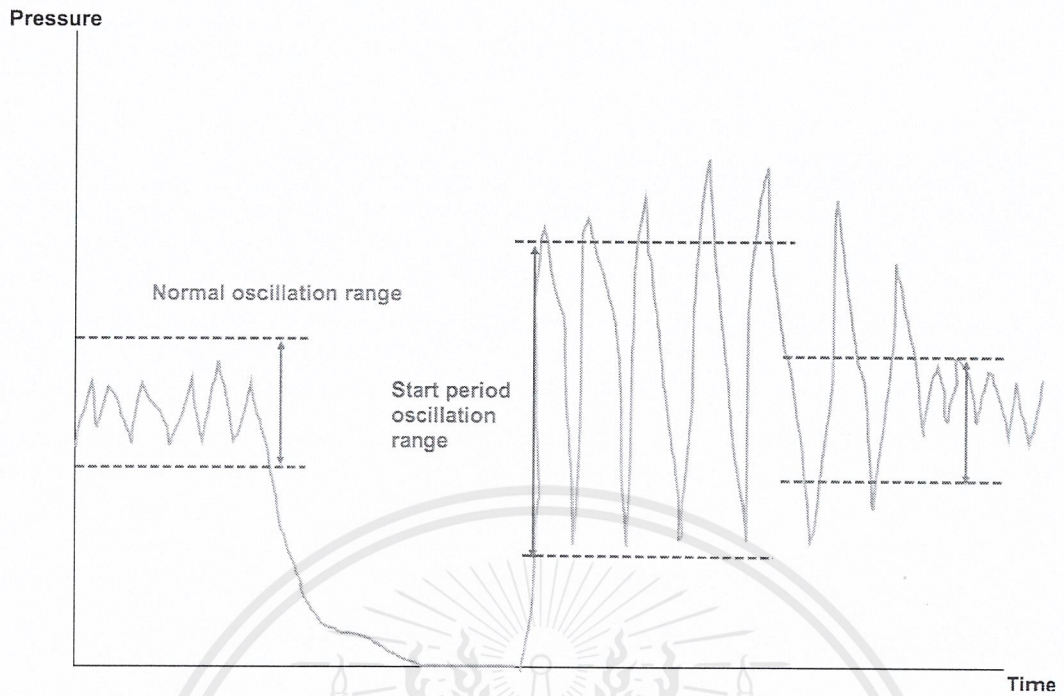 Pressure
Normal oscillation range
Start period
oscillation
range
Time